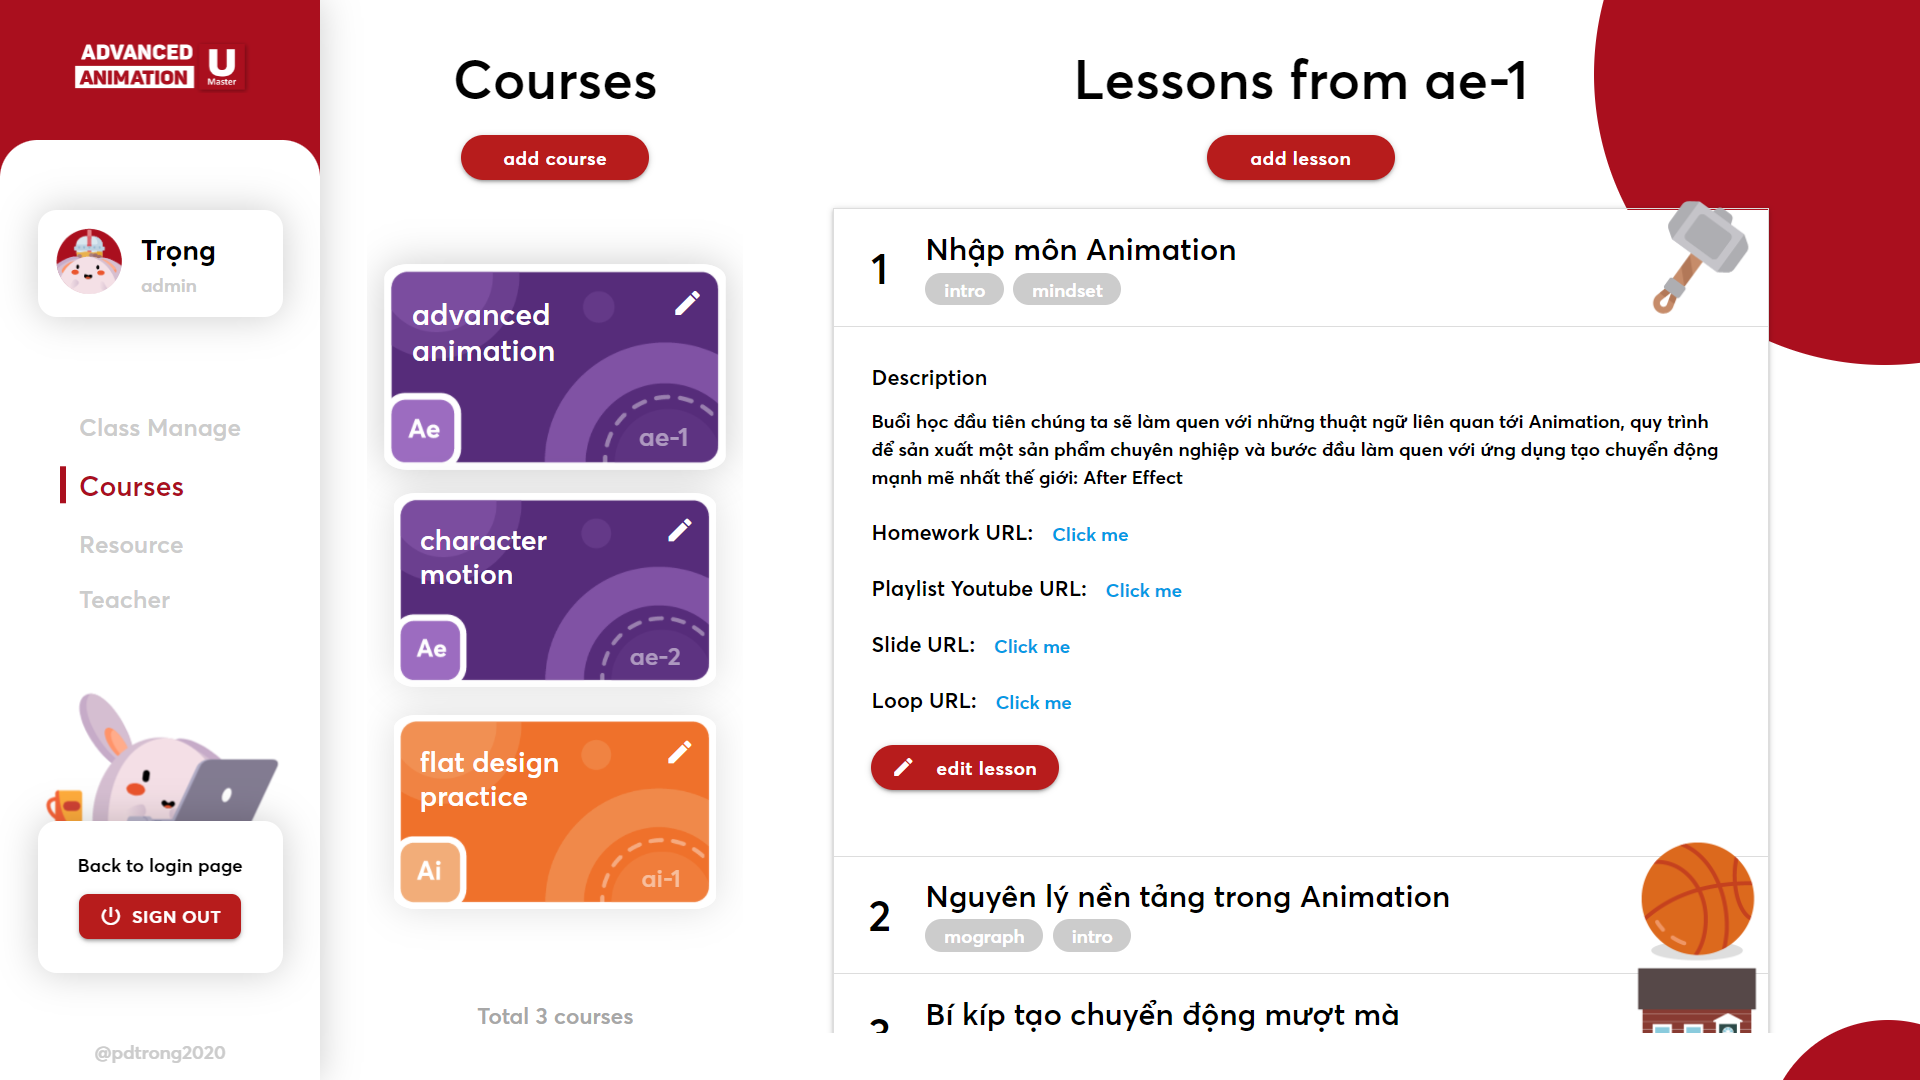 ADVANCED
ANIMATION
U
Master
Trọng
admin
Class Manage
Courses
Resource
Teacher
Back to login page
SIGN OUT
@pdtrong2020
Courses
add course
advanced
animation
Ae
ae-1
character
motion
Ae
ae-2
flat design
practice
Ai
ai-1
Total 3 courses
Lessons from ae-1
add lesson
1
Nhập môn Animation
intro
mindset
Description
Buổi học đầu tiên chúng ta sẽ làm quen với những thuật ngữ liên quan tới Animation, quy trình
để sản xuất một sản phẩm chuyên nghiệp và bước đầu làm quen với ứng dụng tạo chuyển động
mạnh mẽ nhất thế giới: After Effect
Homework URL: Click me
Playlist Youtube URL: Click me
Slide URL: Click me
Loop URL: Click me
edit lesson
2
Nguyên lý nền tảng trong Animation
mograph
intro
3
Bí kíp tạo chuyển động mượt mà